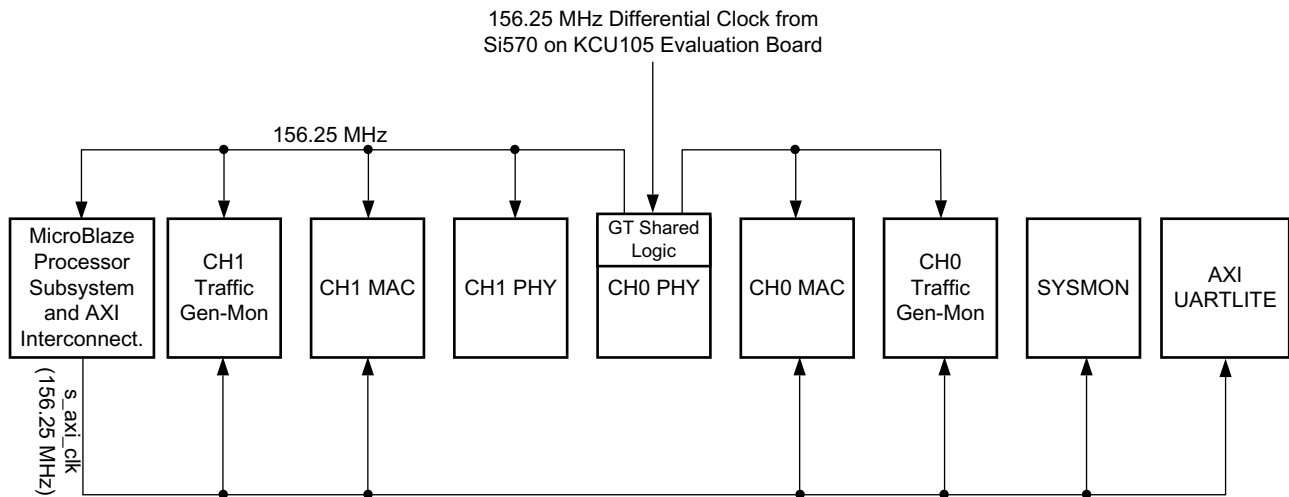 156.25 MHz Differential Clock from
Si570 on KCU105 Evaluation Board
156.25 MHz
MicroBlaze
Processor
Subsystem
and AXI
Interconnect.
CH1
Traffic
Gen-Mon
CH1 MAC
CH1 PHY
GT Shared
Logic
CH0 PHY
CH0 MAC
CH0
Traffic
Gen-Mon
SYSMON
AXI
UARTLITE
s_axi_clk
(156.25 MHz)